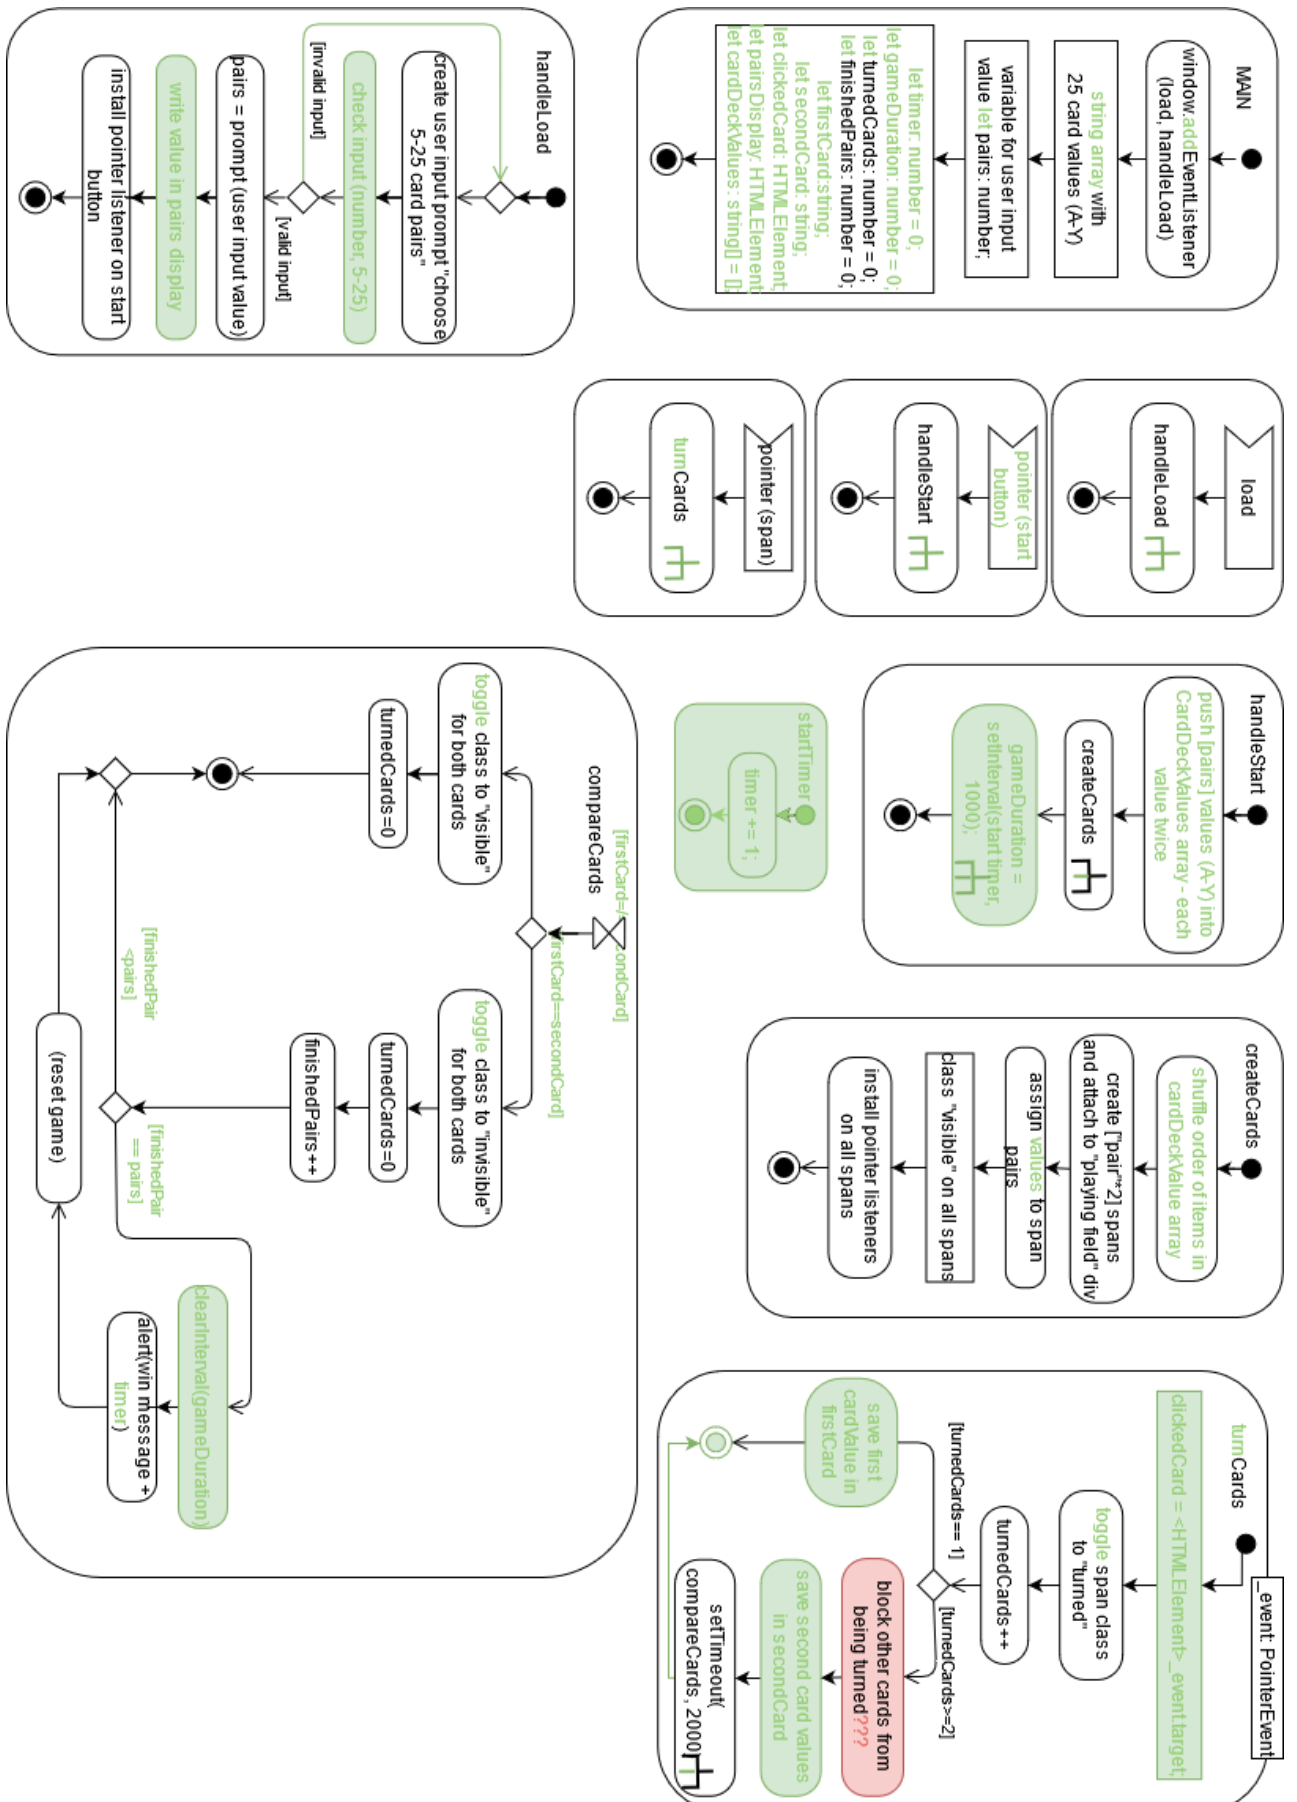 MAIN
window.addEventListener
(load, handleLoad)
string array with
25 card values (A-Y)
variable for user input
value let pairs: number;
let timer: number = 0;
let gameDuration: number = 0;
let turnedCards: number = 0;
let finishedPairs: number = 0;
let firstCard:string;
let secondCard: string;
let clickedCard: HTMLElement;
let pairsDisplay: HTMLElement
let cardDeckValues: string[] = [];
load
handleLoad
pointer (start
button)
handleStart
pointer (span)
turnCards
handleStart
push [pairs] values (A-Y) into
CardDeckValues array - each
value twice
createCards
gameDuration =
setInterval(start timer,
1000);
startTimer
timer += 1;
createCards
shuffle order of items in
cardDeckValue array
create ["pair"*2] spans
and attach to "playing field" div
assign values to span
pairs
class "visible" on all spans
install pointer listeners
on all spans
_event: PointerEvent
turnCards
clickedCard = <HTMLElement>_event.target;
toggle span class
to "turned"
turnedCards++
[turnedCards== 1]
[turnedCards>=2]
save first
cardValue in
firstCard
block other cards from
being turned???
save second card values
in secondCard
setTimeout(
compareCards, 2000)
handleLoad
create user input prompt "choose
5-25 card pairs"
check input (number, 5-25)
[invalid input]
[valid input]
pairs = prompt (user input value)
write value in pairs display
install pointer listener on start
button
compareCards
[firstCard=/
condCard]
firstCard==secondCard]
toggle class to "visible"
for both cards
turnedCards=0
toggle class to "invisible"
for both cards
turnedCards=0
finishedPairs++
[finishedPair
<pairs]
[finishedPair
== pairs]
clearInterval(gameDuration)
alert(win message +
timer)
(reset game)